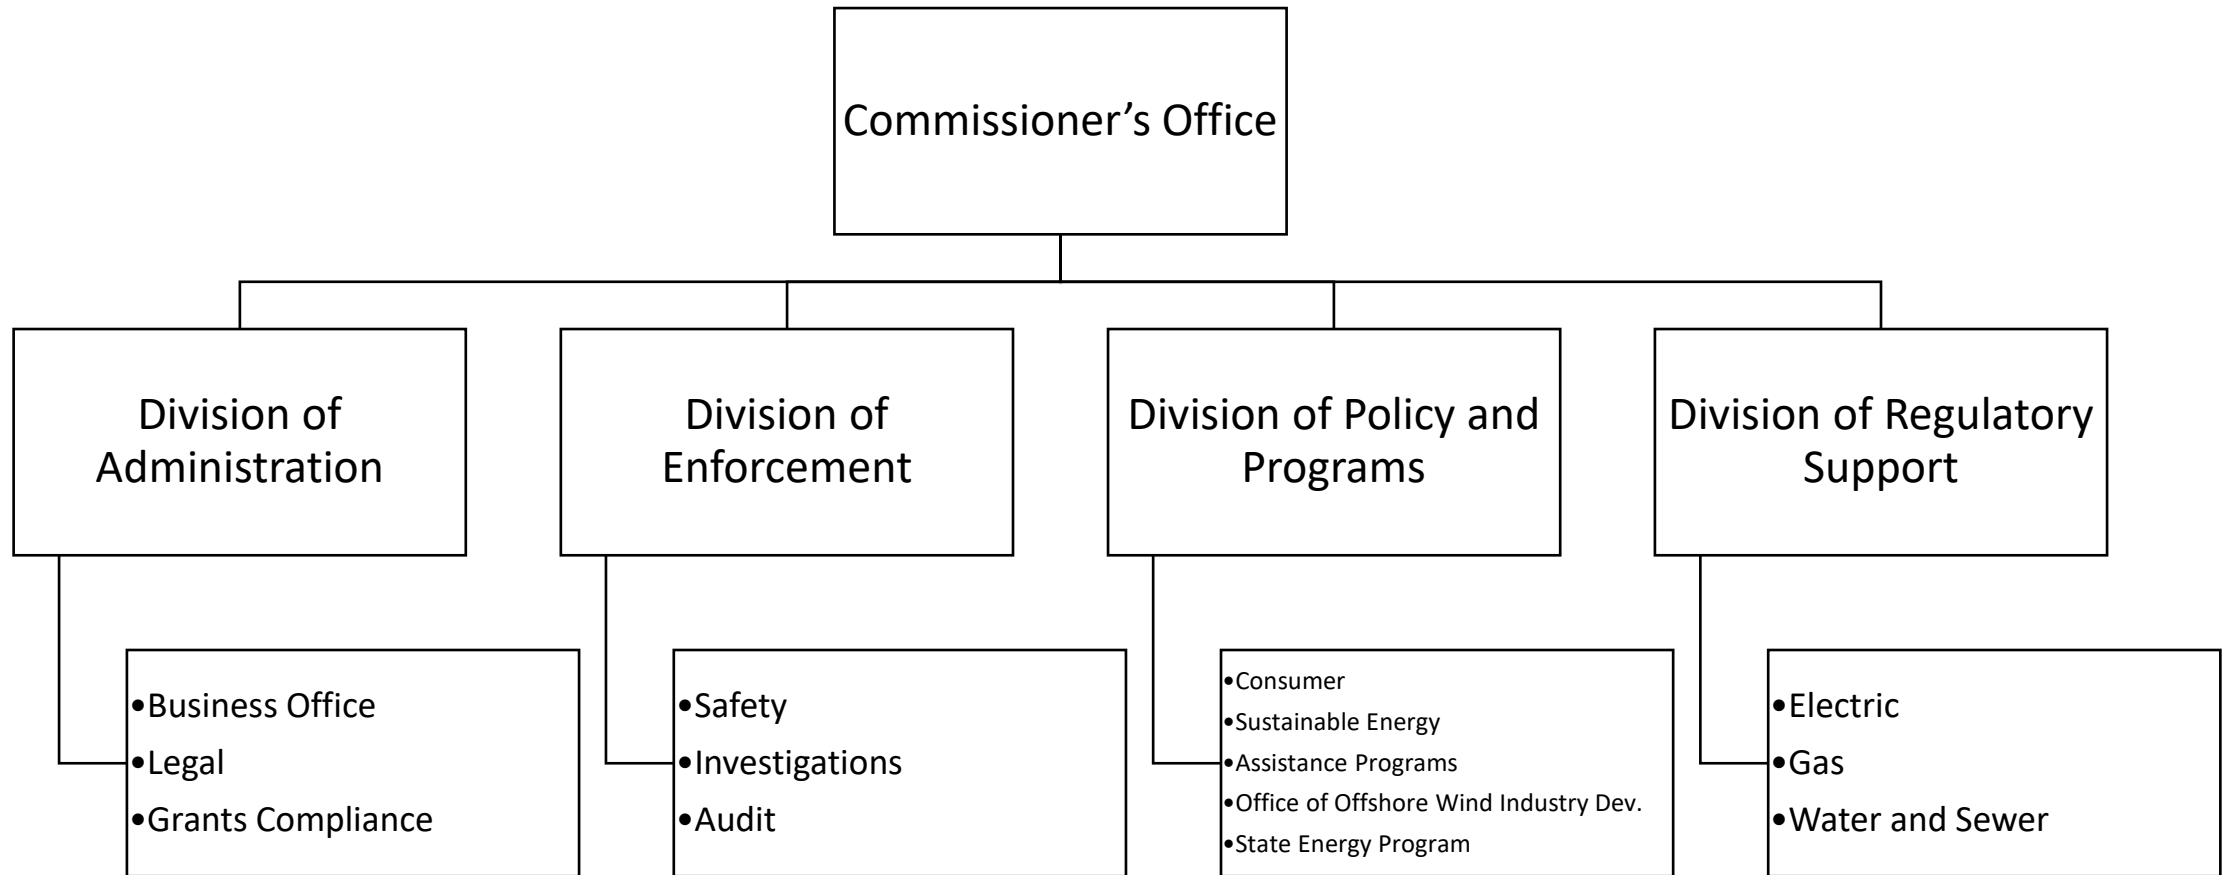 Commissioner’s Office
Division of
Administration
Division of
Enforcement
Division of Policy and
Programs
Division of Regulatory
Support
•Business Office
•Legal
•Grants Compliance
•Safety
•Investigations
•Audit
•Consumer
•Sustainable Energy
•Assistance Programs
•Office of Offshore Wind Industry Dev.
•State Energy Program
•Electric
•Gas
•Water and Sewer